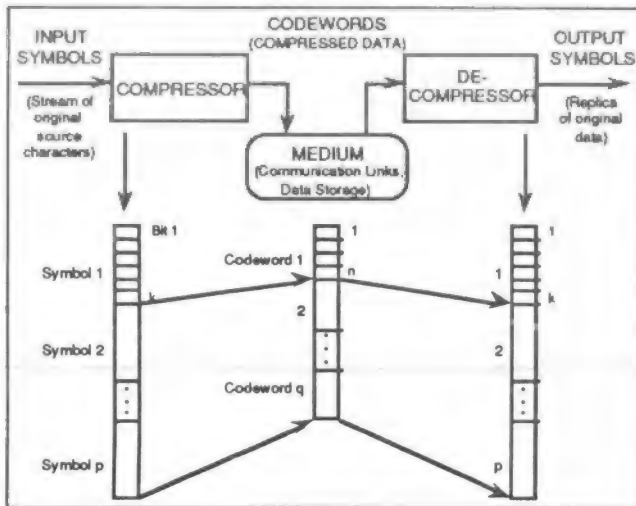 INPUT
SYMBOLS
(Stream of
original
source
characters)
COMPRESSOR
CODEWORDS
(COMPRESSED DATA)
MEDIUM
(Communication Links,
Data Storage)
DE-
COMPRESSOR
OUTPUT
SYMBOLS
(Replica
of original
data)
Bit 1
Symbol 1
k
Symbol 2
Symbol p
1
Codeword 1
n
2
Codeword q
1
1
k
2
p